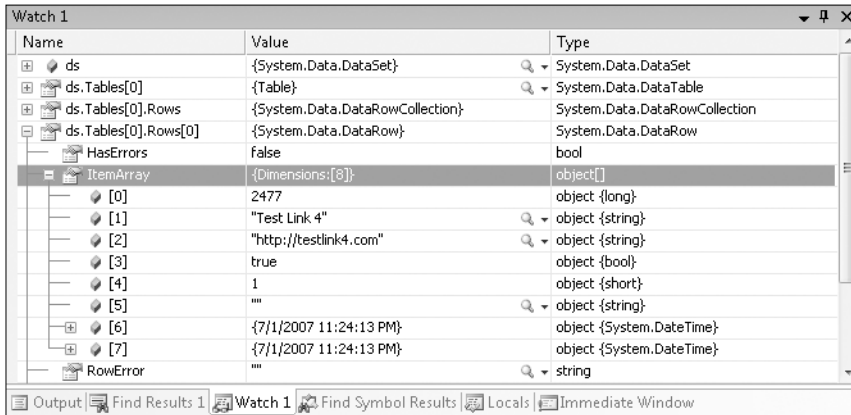 Watch 1
Name Value Type
ds {System.Data.DataSet} System.Data.DataSet
ds.Tables[0] {Table} System.Data.DataTable
ds.Tables[0].Rows {System.Data.DataRowCollection} System.Data.DataRowCollection
ds.Tables[0].Rows[0] {System.Data.DataRow} System.Data.DataRow
HasErrors false bool
ItemArray {Dimensions:[8]} object[]
[0] 2477 object {long}
[1] "Test Link 4" object {string}
[2] "http://testlink4.com" object {string}
[3] true object {bool}
[4] 1 object {short}
[5] "" object {string}
[6] {7/1/2007 11:24:13 PM} object {System.DateTime}
[7] {7/1/2007 11:24:13 PM} object {System.DateTime}
RowError "" string
Output Find Results 1 Watch 1 Find Symbol Results Locals Immediate Window